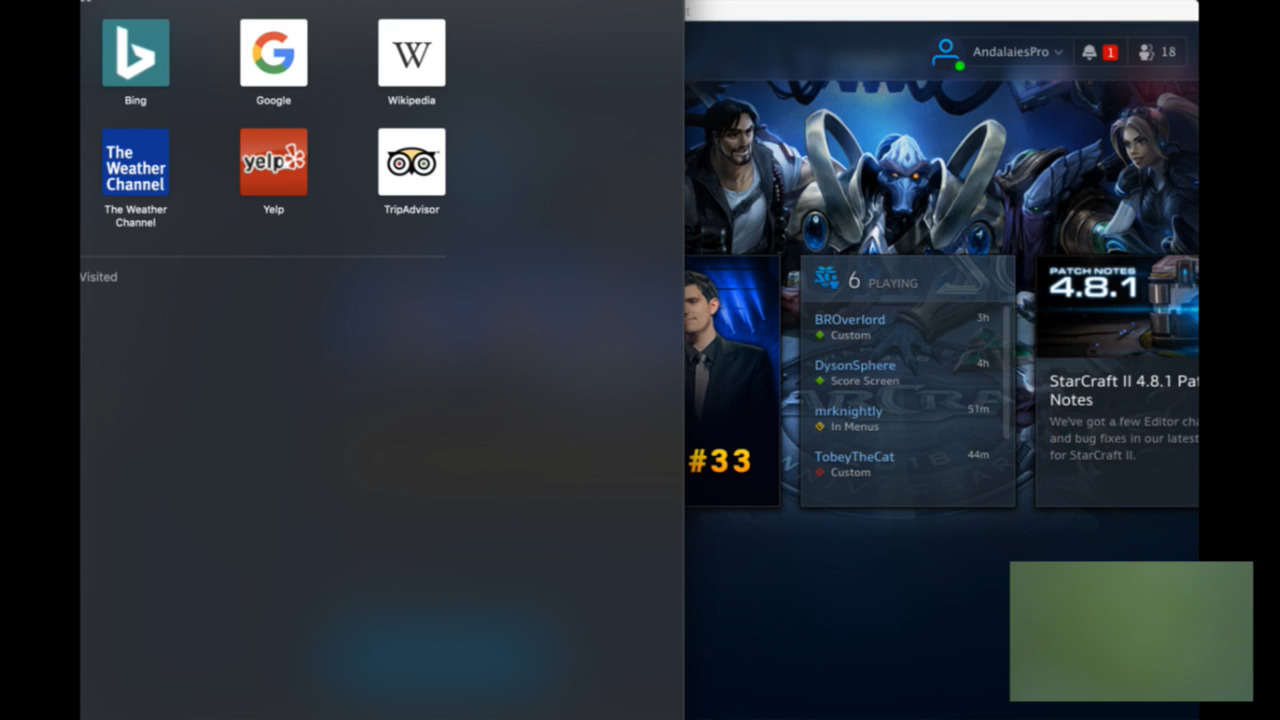 Bing
Google
W
Wikipedia
The
Weather
Channel
The Weather
Channel
yelp
Yelp
TripAdvisor
Visited
AndalaiesPro
1
18
6 PLAYING
BROverlord 3h
Custom
DysonSphere 4h
Score Screen
mrknightly 51m
In Menus
TobeyTheCat 44m
Custom
#33
PATCH NOTES
4.8.1
StarCraft II 4.8.1 Pat
Notes
We've got a few Editor cha
and bug fixes in our latest
for StarCraft II.